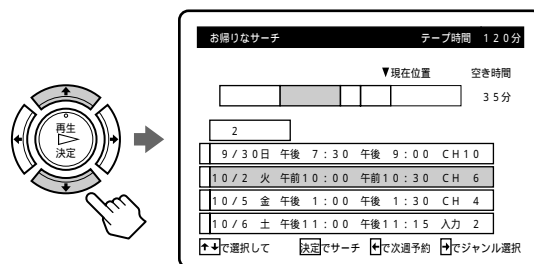 お帰りなサーチ テープ時間 120分
▼現在位置 空き時間
35分
再生
決定
2
9/30日 午後 7:30 午後 9:00 CH10
10/2 火 午前10:00 午前10:30 CH 6
10/5 金 午後 1:00 午後 1:30 CH 4
10/6 土 午後11:00 午後11:15 入力 2
↑↓で選択して 決定でサーチ ←で次週予約 →でジャンル選択